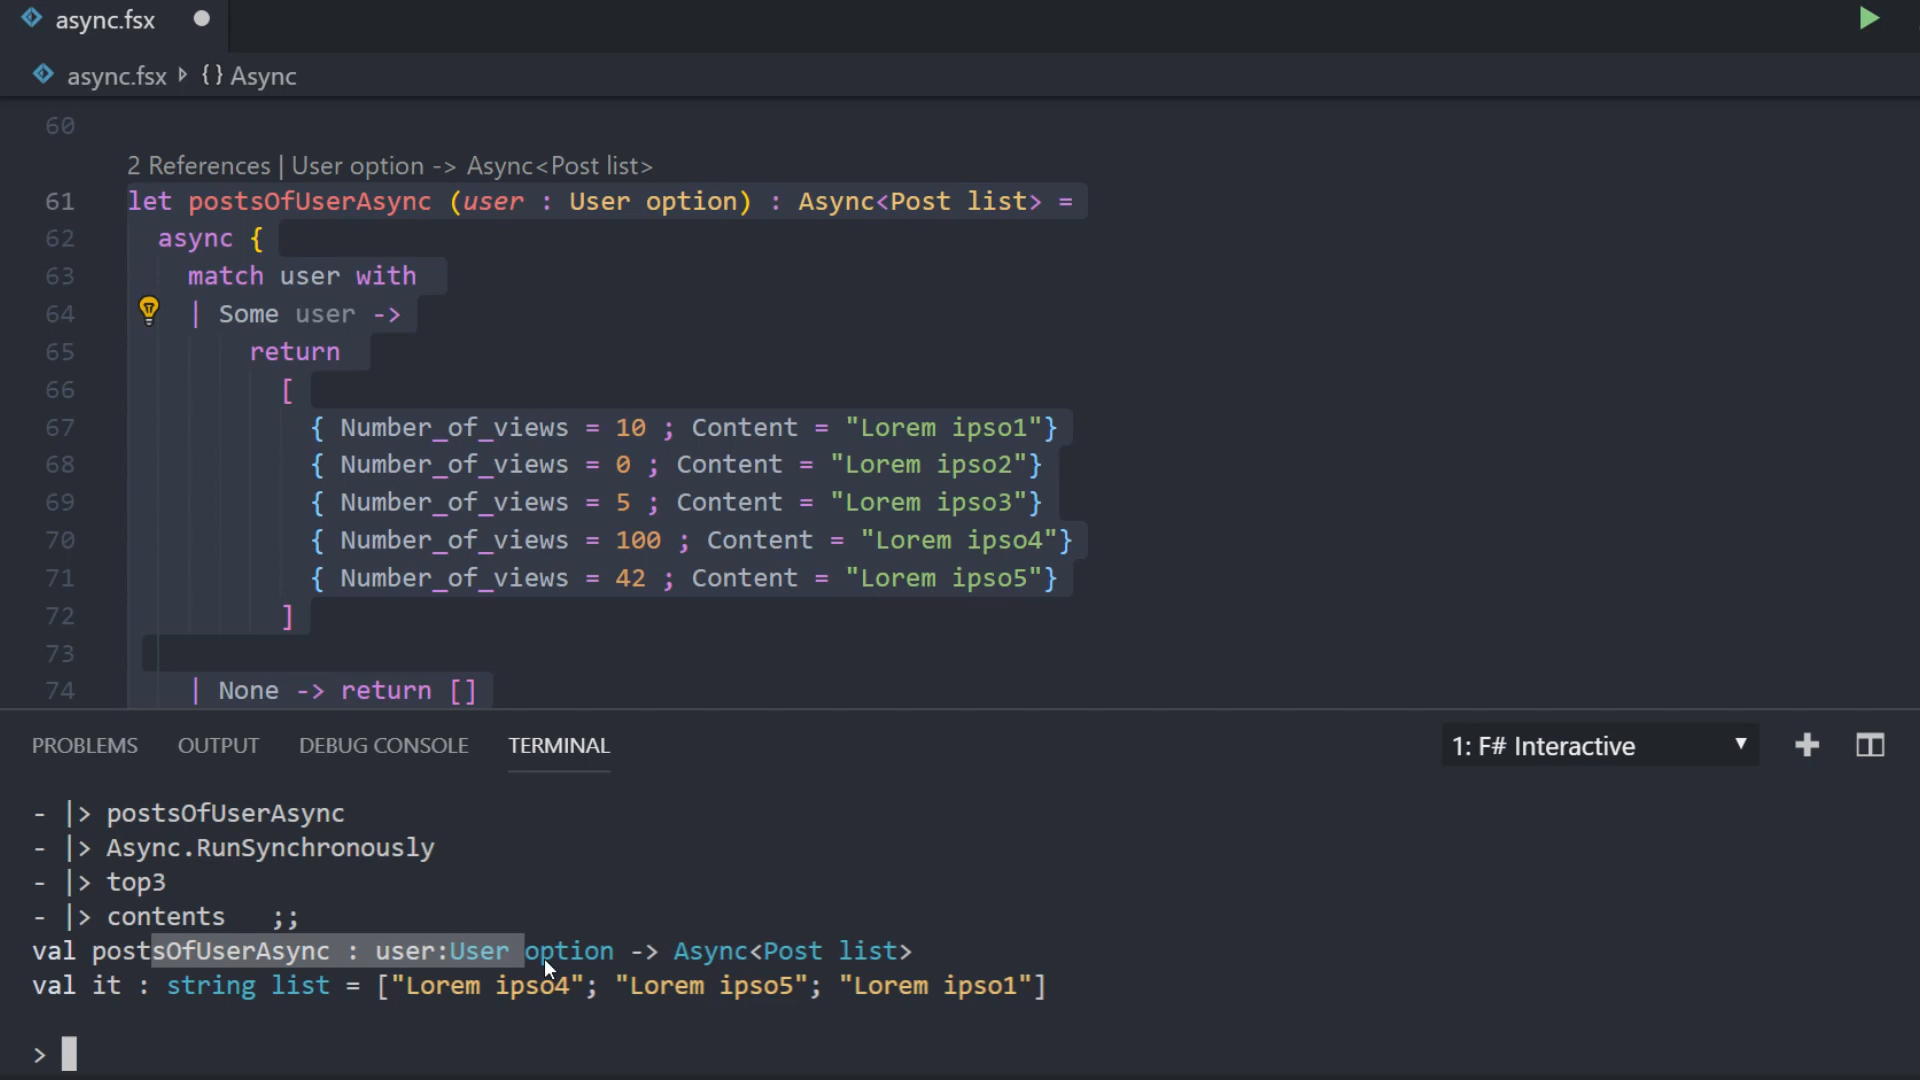 async.fsx
async.fsx {} Async
60
2 References | User option -> Async<Post list>
61 let postsOfUserAsync (user : User option) : Async<Post list> =
62 async {
63 match user with
64 | Some user ->
65 return
66 [
67 { Number_of_views = 10 ; Content = "Lorem ipso1"}
68 { Number_of_views = 0 ; Content = "Lorem ipso2"}
69 { Number_of_views = 5 ; Content = "Lorem ipso3"}
70 { Number_of_views = 100 ; Content = "Lorem ipso4"}
71 { Number_of_views = 42 ; Content = "Lorem ipso5"}
72 ]
73
74 | None -> return []
PROBLEMS OUTPUT DEBUG CONSOLE TERMINAL 1: F# Interactive
- |> postsOfUserAsync
- |> Async.RunSynchronously
- |> top3
- |> contents ;;
val postsOfUserAsync : user:User option -> Async<Post list>
val it : string list = ["Lorem ipso4"; "Lorem ipso5"; "Lorem ipso1"]
>